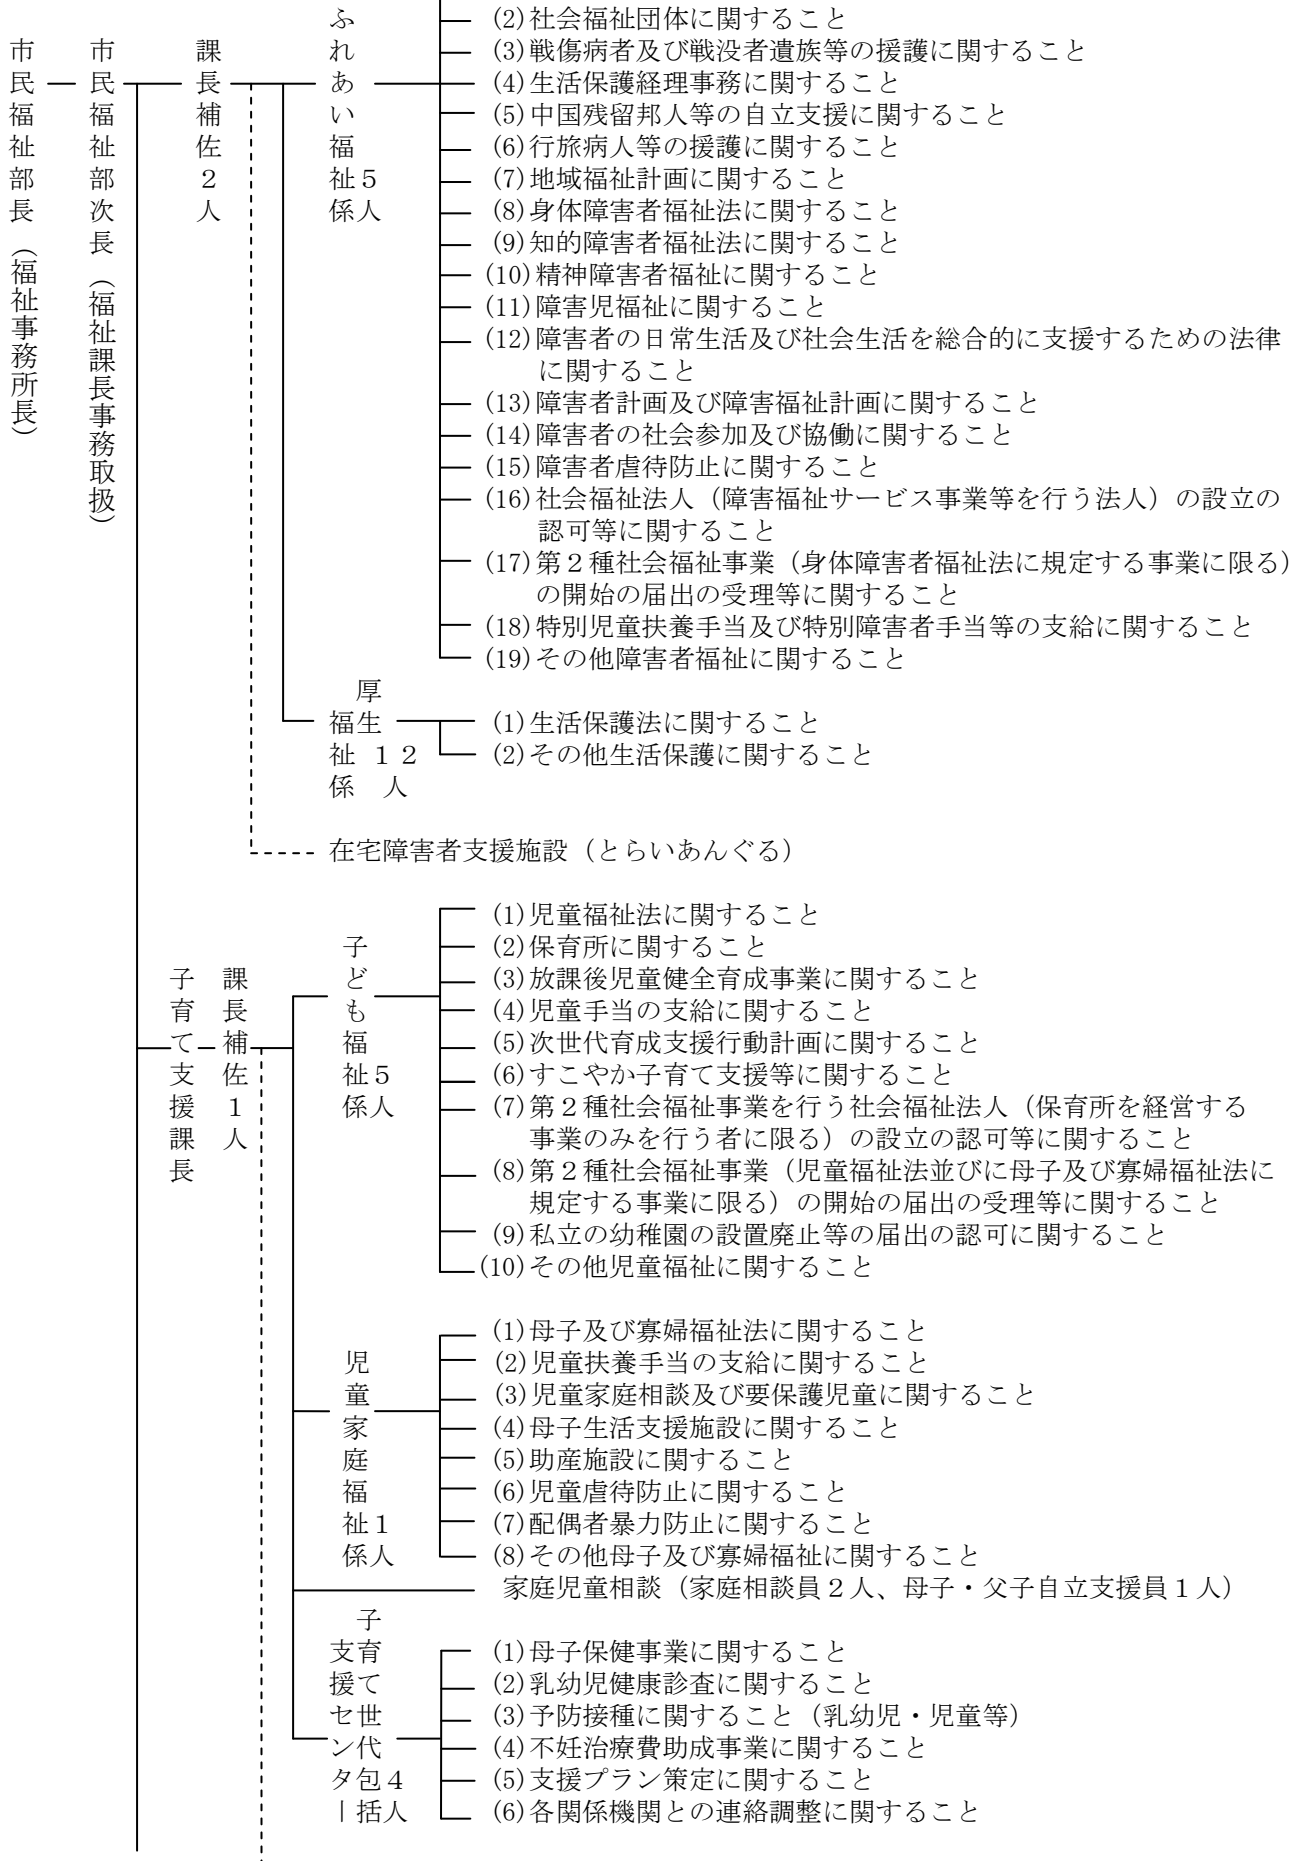 市民福祉部長（福祉事務所長）
市民福祉部次長（福祉課長事務取扱）
課長補佐２人
ふれあい福祉係
５人
(2)社会福祉団体に関すること
(3)戦傷病者及び戦没者遺族等の援護に関すること
(4)生活保護経理事務に関すること
(5)中国残留邦人等の自立支援に関すること
(6)行旅病人等の援護に関すること
(7)地域福祉計画に関すること
(8)身体障害者福祉法に関すること
(9)知的障害者福祉法に関すること
(10)精神障害者福祉に関すること
(11)障害児福祉に関すること
(12)障害者の日常生活及び社会生活を総合的に支援するための法律
に関すること
(13)障害者計画及び障害福祉計画に関すること
(14)障害者の社会参加及び協働に関すること
(15)障害者虐待防止に関すること
(16)社会福祉法人（障害福祉サービス事業等を行う法人）の設立の
認可等に関すること
(17)第２種社会福祉事業（身体障害者福祉法に規定する事業に限る）
の開始の届出の受理等に関すること
(18)特別児童扶養手当及び特別障害者手当等の支給に関すること
(19)その他障害者福祉に関すること
厚生
福祉係
１２人
(1)生活保護法に関すること
(2)その他生活保護に関すること
在宅障害者支援施設（とらいあんぐる）
子育て支援課長
課長補佐１人
子ども福祉係
５人
(1)児童福祉法に関すること
(2)保育所に関すること
(3)放課後児童健全育成事業に関すること
(4)児童手当の支給に関すること
(5)次世代育成支援行動計画に関すること
(6)すこやか子育て支援等に関すること
(7)第２種社会福祉事業を行う社会福祉法人（保育所を経営する
事業のみを行う者に限る）の設立の認可等に関すること
(8)第２種社会福祉事業（児童福祉法並びに母子及び寡婦福祉法に
規定する事業に限る）の開始の届出の受理等に関すること
(9)私立の幼稚園の設置廃止等の届出の認可に関すること
(10)その他児童福祉に関すること
児童家庭福祉係
１人
(1)母子及び寡婦福祉法に関すること
(2)児童扶養手当の支給に関すること
(3)児童家庭相談及び要保護児童に関すること
(4)母子生活支援施設に関すること
(5)助産施設に関すること
(6)児童虐待防止に関すること
(7)配偶者暴力防止に関すること
(8)その他母子及び寡婦福祉に関すること
家庭児童相談（家庭相談員２人、母子・父子自立支援員１人）
子育て世代包括
支援センター
４人
(1)母子保健事業に関すること
(2)乳幼児健康診査に関すること
(3)予防接種に関すること（乳幼児・児童等）
(4)不妊治療費助成事業に関すること
(5)支援プラン策定に関すること
(6)各関係機関との連絡調整に関すること